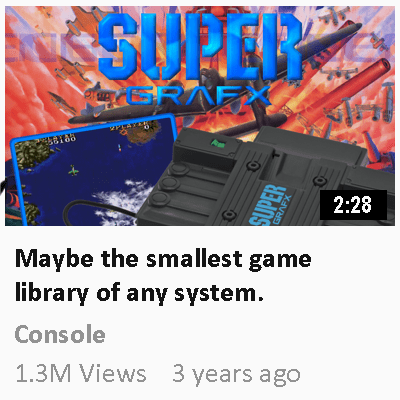 SUPER
GRAFX
SUPER
GRAFX
2:28
Maybe the smallest game
library of any system.
Console
1.3M Views 3 years ago